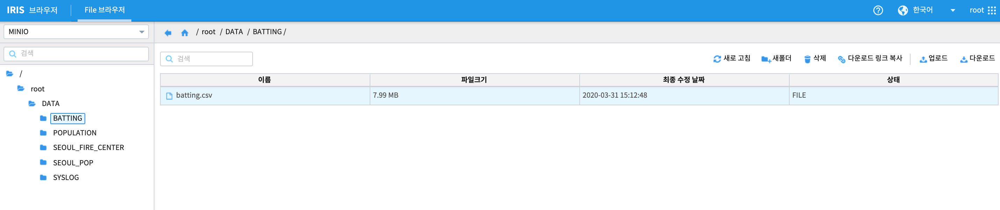 IRIS 브라우저 File 브라우저 한국어 root
MINIO
/ root / DATA / BATTING /
검색
검색
새로 고침 새폴더 삭제 다운로드 링크 복사 업로드 다운로드
/
root
DATA
BATTING
POPULATION
SEOUL_FIRE_CENTER
SEOUL_POP
SYSLOG
이름 파일크기 최종 수정 날짜 상태
batting.csv 7.99 MB 2020-03-31 15:12:48 FILE